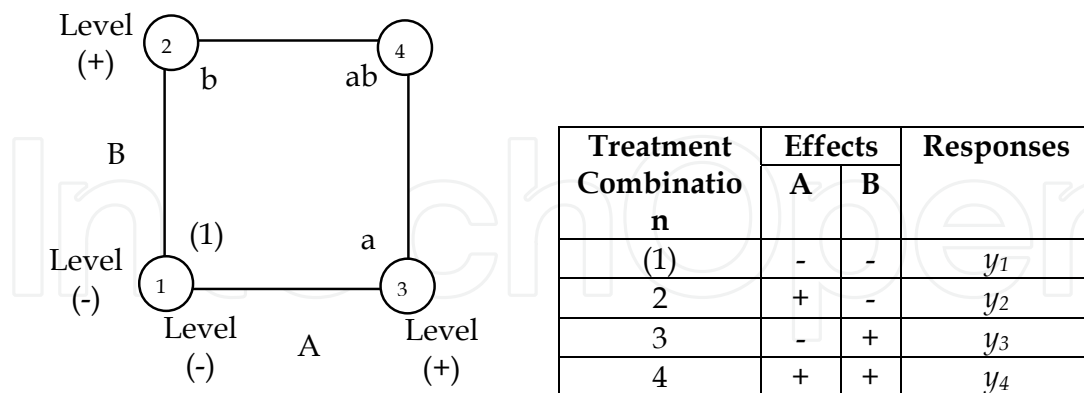 Level
(+)
2
4
b
ab
B
(1)
a
Level
(-)
1
3
Level
(-)
A
Level
(+)
Treatment
Combinatio
n
Effects
Responses
A B
(1) - - y1
2 + - y2
3 - + y3
4 + + y4